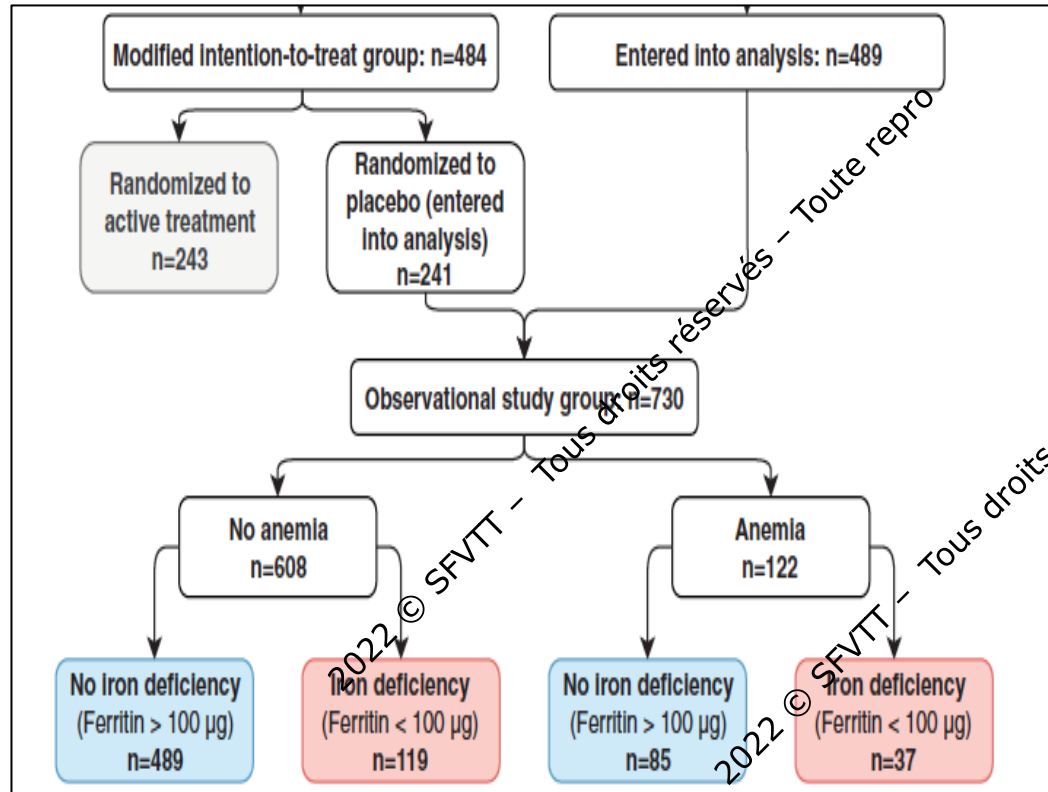 Modified intention-to-treat group: n=484
Entered into analysis: n=489
Randomized to
active treatment
n=243
Randomized to
placebo (entered
into analysis)
n=241
Observational study group: n=730
No anemia
n=608
Anemia
n=122
No iron deficiency
(Ferritin > 100 µg)
n=489
Iron deficiency
(Ferritin < 100 µg)
n=119
No iron deficiency
(Ferritin > 100 µg)
n=85
Iron deficiency
(Ferritin < 100 µg)
n=37
2022 © SFVTT – Tous droits réservés – Toute repro
2022 © SFVTT – Tous droits